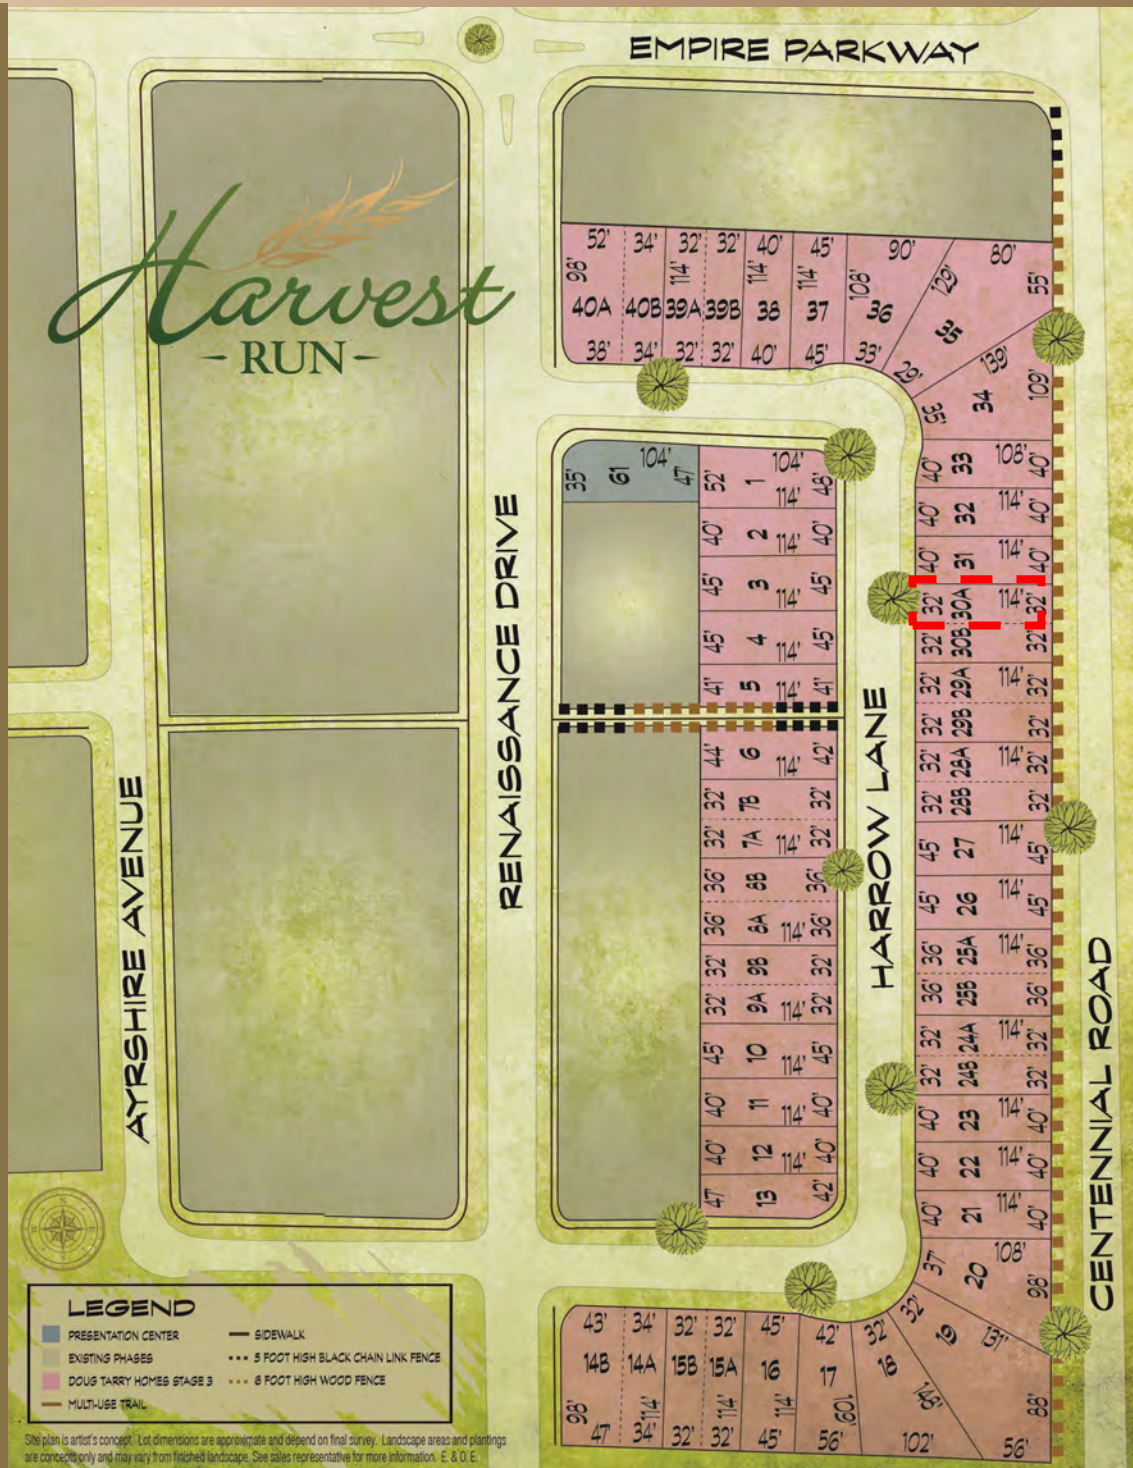 EMPIRE PARKWAY
Harvest
- RUN -
52' 34' 32' 32' 40' 45' 90' 80'
98' 114' 114' 114' 108' 129' 55'
40A 40B 39A 39B 38 37 36 35
38' 34' 32' 32' 40' 45' 33' 29'
139' 109'
35 34
35' 61 104' 47' 52' 1 104' 114' 48'
40' 33 108' 40'
40' 2 114' 40'
40' 32 114' 40'
45' 3 114' 45'
40' 31 114' 40'
32' 30A 114' 32'
45' 4 114' 45'
32' 30B 32'
41' 5 114' 41'
32' 29A 114' 32'
32' 29B 32'
44' 6 114' 42'
32' 28A 114' 32'
32' 7B 32'
32' 28B 32'
32' 7A 114' 32'
45' 27 114' 45'
36' 8B 36'
45' 26 114' 45'
36' 8A 114' 36'
36' 25A 114' 36'
32' 9B 32'
36' 25B 36'
32' 9A 114' 32'
32' 24A 114' 32'
45' 10 114' 45'
32' 24B 32'
40' 11 114' 40'
40' 23 114' 40'
40' 12 114' 40'
40' 22 114' 40'
47' 13 42'
40' 21 114' 40'
37' 20 108' 98'
32' 19 131'
RENAISSANCE DRIVE
HARROW LANE
AYRSHIRE AVENUE
CENTENNIAL ROAD
43' 34' 32' 32' 45' 42' 32'
14B 14A 15B 15A 16 17 18
98' 114' 114' 114' 109' 148' 88'
47' 34' 32' 32' 45' 56' 102' 56'
LEGEND
PRESENTATION CENTER
EXISTING PHASES
DOUG TARRY HOMES STAGE 3
MULTI-USE TRAIL
SIDEWALK
5 FOOT HIGH BLACK CHAIN LINK FENCE
6 FOOT HIGH WOOD FENCE
Site plan is artist's concept. Lot dimensions are approximate and depend on final survey. Landscape areas and plantings
are concepts only and may vary from finished landscape. See sales representative for more information. E. & O. E.